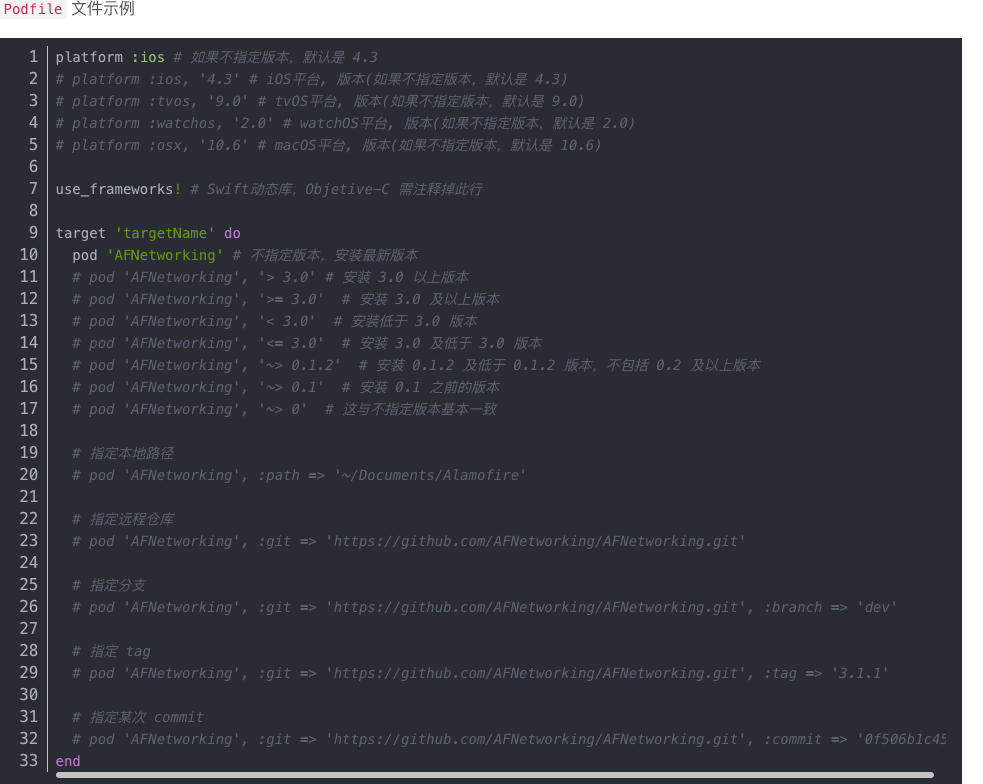 Podfile 文件示例
1 platform :ios # 如果不指定版本，默认是 4.3
2 # platform :ios, '4.3' # iOS平台, 版本(如果不指定版本，默认是 4.3)
3 # platform :tvos, '9.0' # tvOS平台, 版本(如果不指定版本，默认是 9.0)
4 # platform :watchos, '2.0' # watchOS平台, 版本(如果不指定版本，默认是 2.0)
5 # platform :osx, '10.6' # macOS平台, 版本(如果不指定版本，默认是 10.6)
6
7 use_frameworks! # Swift动态库，Objetive-C 需注释掉此行
8
9 target 'targetName' do
10   pod 'AFNetworking' # 不指定版本，安装最新版本
11   # pod 'AFNetworking', '> 3.0' # 安装 3.0 以上版本
12   # pod 'AFNetworking', '>= 3.0'  # 安装 3.0 及以上版本
13   # pod 'AFNetworking', '< 3.0'  # 安装低于 3.0 版本
14   # pod 'AFNetworking', '<= 3.0'  # 安装 3.0 及低于 3.0 版本
15   # pod 'AFNetworking', '~> 0.1.2'  # 安装 0.1.2 及低于 0.1.2 版本，不包括 0.2 及以上版本
16   # pod 'AFNetworking', '~> 0.1'  # 安装 0.1 之前的版本
17   # pod 'AFNetworking', '~> 0'  # 这与不指定版本基本一致
18
19   # 指定本地路径
20   # pod 'AFNetworking', :path => '~/Documents/Alamofire'
21
22   # 指定远程仓库
23   # pod 'AFNetworking', :git => 'https://github.com/AFNetworking/AFNetworking.git'
24
25   # 指定分支
26   # pod 'AFNetworking', :git => 'https://github.com/AFNetworking/AFNetworking.git', :branch => 'dev'
27
28   # 指定 tag
29   # pod 'AFNetworking', :git => 'https://github.com/AFNetworking/AFNetworking.git', :tag => '3.1.1'
30
31   # 指定某次 commit
32   # pod 'AFNetworking', :git => 'https://github.com/AFNetworking/AFNetworking.git', :commit => '0f506b1c45
33 end